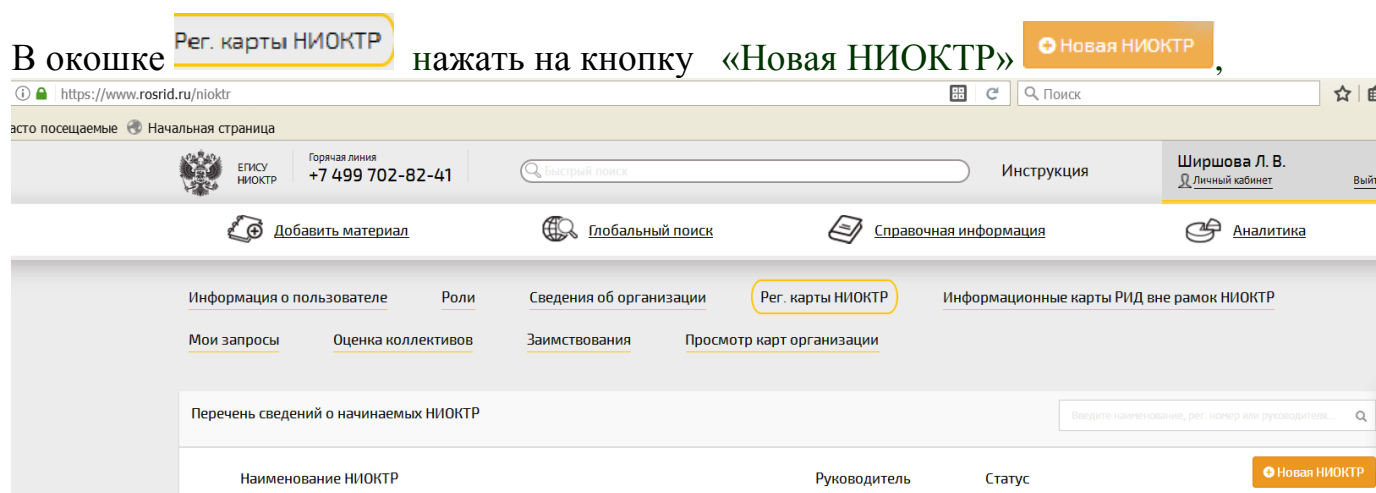 В окошке Рег. карты НИОКТР нажать на кнопку «Новая НИОКТР» Новая НИОКТР ,
https://www.rosrid.ru/nioktr Поиск
асто посещаемые Начальная страница
ЕГИСУ НИОКТР
Горячая линия
+7 499 702-82-41
Быстрый поиск
Инструкция
Ширшова Л. В.
Личный кабинет Выйт
Добавить материал Глобальный поиск Справочная информация Аналитика
Информация о пользователе Роли Сведения об организации Рег. карты НИОКТР Информационные карты РИД вне рамок НИОКТР
Мои запросы Оценка коллективов Заимствования Просмотр карт организации
Перечень сведений о начинаемых НИОКТР Введите наименование, рег. номер или руководителя...
Наименование НИОКТР Руководитель Статус Новая НИОКТР